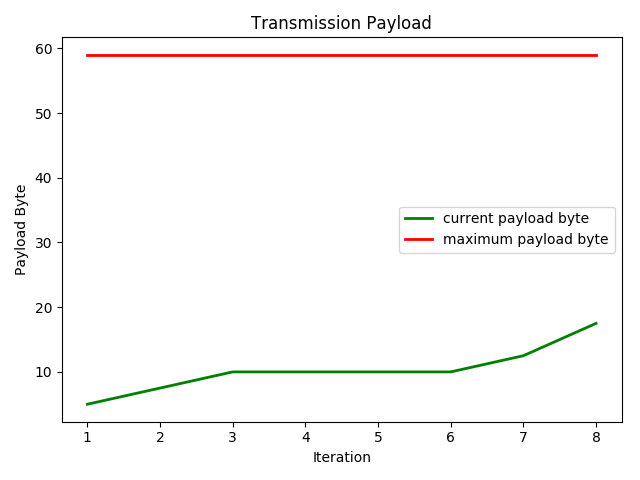 Transmission Payload
60
50
40
30
20
10
Payload Byte
current payload byte
maximum payload byte
1 2 3 4 5 6 7 8
Iteration